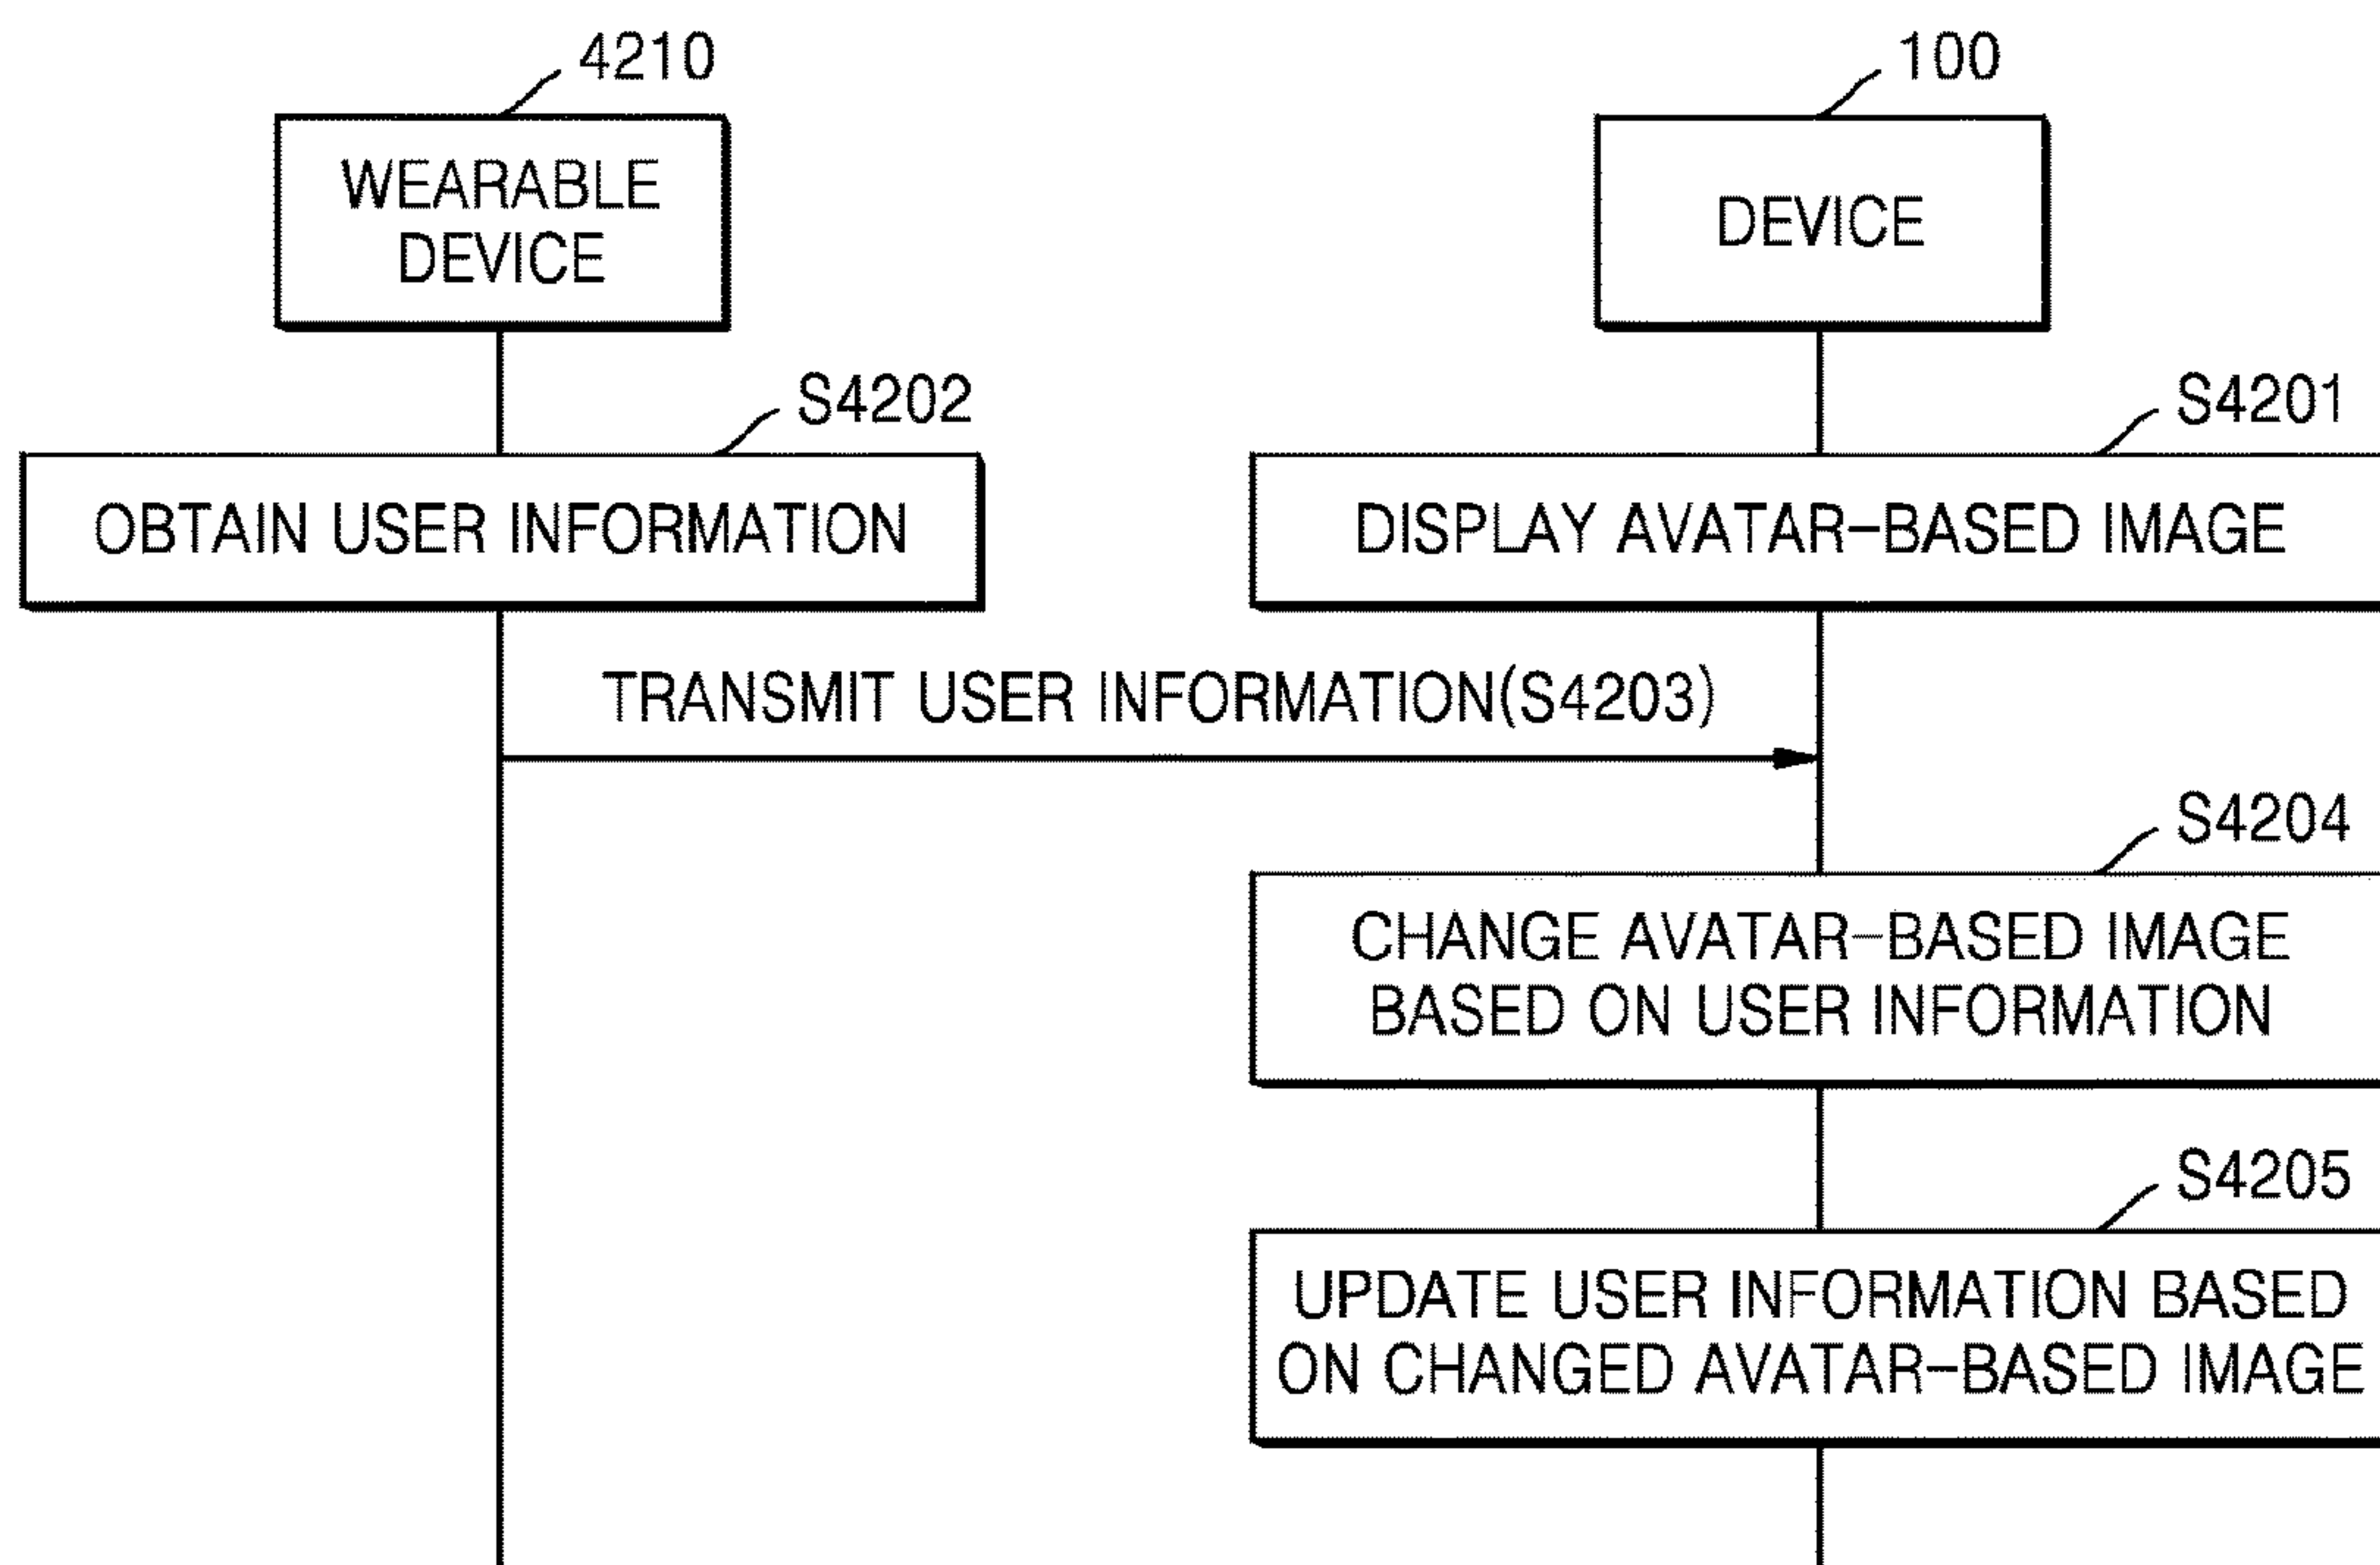 4210
100
WEARABLE
DEVICE
DEVICE
S4202
S4201
OBTAIN USER INFORMATION
DISPLAY AVATAR-BASED IMAGE
TRANSMIT USER INFORMATION(S4203)
S4204
CHANGE AVATAR-BASED IMAGE
BASED ON USER INFORMATION
S4205
UPDATE USER INFORMATION BASED
ON CHANGED AVATAR-BASED IMAGE